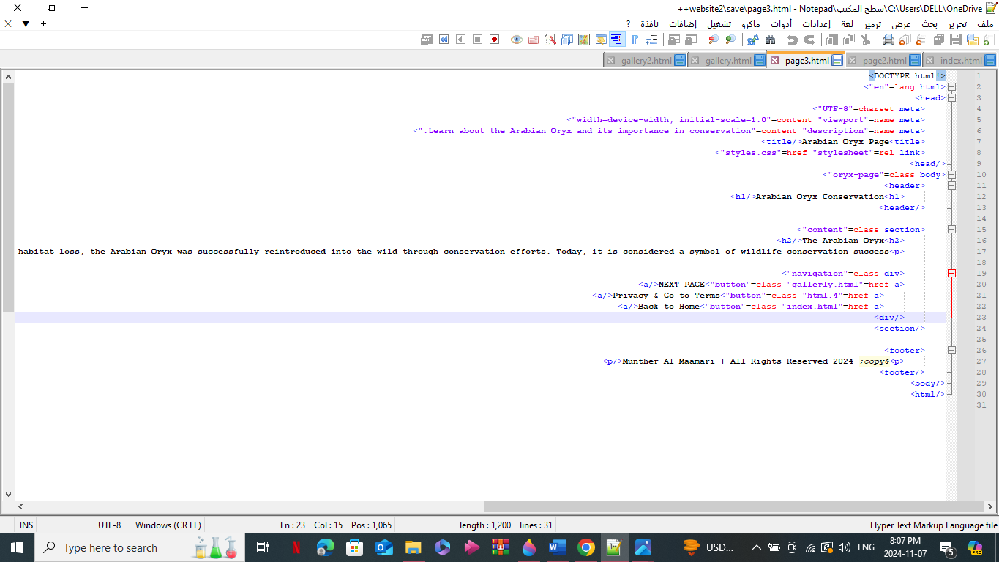 C:\Users\DELL\OneDrive\سطح المكتب\website2\save\page3.html - Notepad++
ملف تحرير بحث عرض ترميز لغة إعدادات أدوات ماكرو تشغيل إضافات نافذة ?
index.html page2.html page3.html gallery.html gallery2.html
1 <!DOCTYPE html>
2 <html lang="en">
3 <head>
4 <meta charset="UTF-8">
5 <meta name="viewport" content="width=device-width, initial-scale=1.0">
6 <meta name="description" content="Learn about the Arabian Oryx and its importance in conservation.">
7 <title>Arabian Oryx Page</title>
8 <link rel="stylesheet" href="styles.css">
9 </head>
10 <body class="oryx-page">
11 <header>
12 <h1>Arabian Oryx Conservation</h1>
13 </header>
14
15 <section class="content">
16 <h2>The Arabian Oryx</h2>
17 <p>habitat loss, the Arabian Oryx was successfully reintroduced into the wild through conservation efforts. Today, it is considered a symbol of wildlife conservation success
18
19 <div class="navigation">
20 <a href="gallerly.html" class="button">NEXT PAGE</a>
21 <a href="4.html" class="button">Go to Terms & Privacy</a>
22 <a href="index.html" class="button">Back to Home</a>
23 </div>
24 </section>
25
26 <footer>
27 <p>&copy; 2024 Munther Al-Maamari | All Rights Reserved</p>
28 </footer>
29 </body>
30 </html>
31
Hyper Text Markup Language file length : 1,200 lines : 31 Ln : 23 Col : 15 Pos : 1,065 Windows (CR LF) UTF-8 INS
Type here to search USD... ENG 8:07 PM
2024-11-07 5
PRE